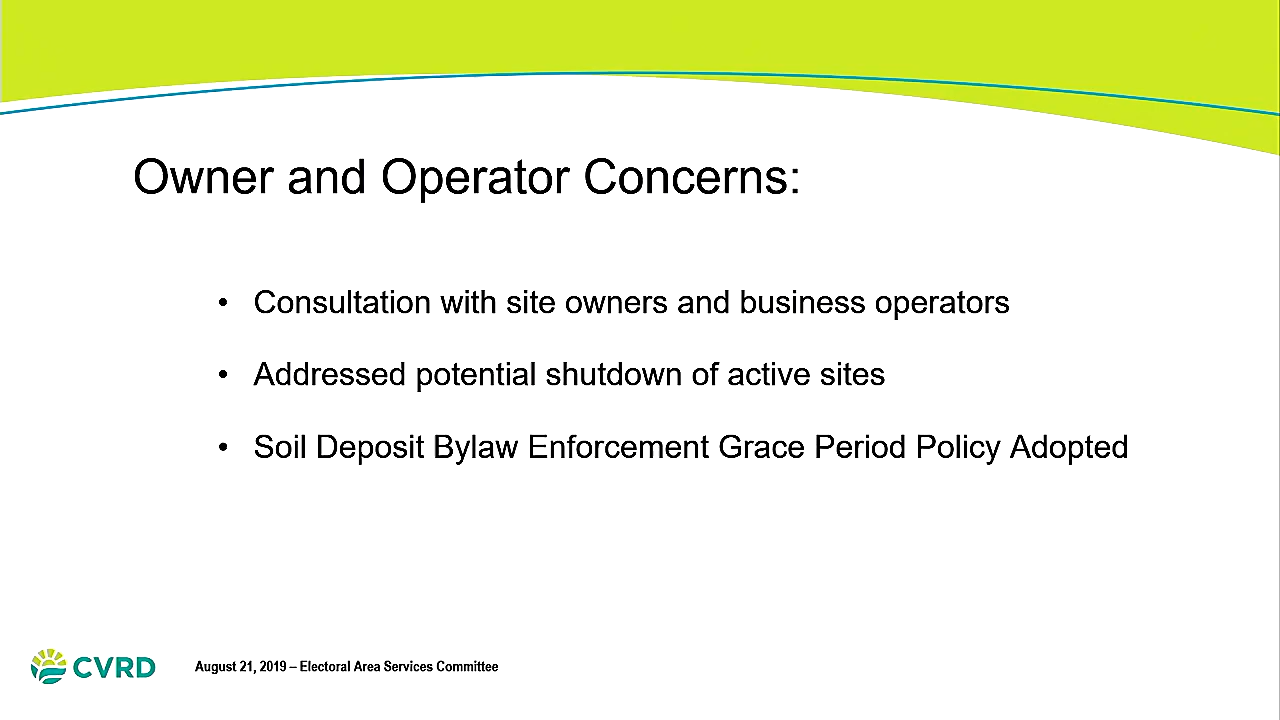 Owner and Operator Concerns:
• Consultation with site owners and business operators
• Addressed potential shutdown of active sites
• Soil Deposit Bylaw Enforcement Grace Period Policy Adopted
CVRD
August 21, 2019 – Electoral Area Services Committee